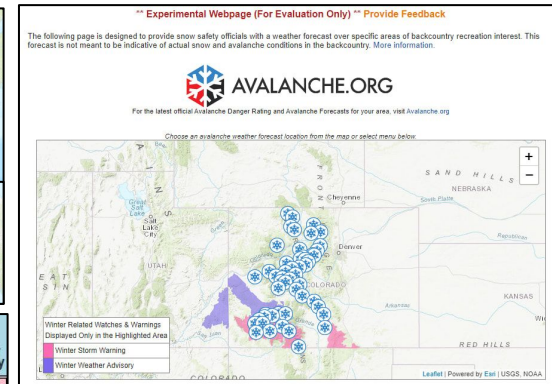 ** Experimental Webpage (For Evaluation Only) ** Provide Feedback
The following page is designed to provide snow safety officials with a weather forecast over specific areas of backcountry recreation interest. This
forecast is not meant to be indicative of actual snow and avalanche conditions in the backcountry. More information.
AVALANCHE.ORG
For the latest official Avalanche Danger Rating and Avalanche Forecasts for your area, visit Avalanche.org
Choose an avalanche weather forecast location from the map or select menu below.
+
−
SAND HILLS
NEBRASKA
FRONT
Cheyenne
South Platte
Great
Salt
Lake
Salt
Lake
City
Republican
Denver
UTAH
COLORADO
KANSAS
Arkansas
Winter Related Watches & Warnings
Displayed Only in the Highlighted Area
Winter Storm Warning
Winter Weather Advisory
RED HILLS
COLORADO
Leaflet | Powered by Esri | USGS, NOAA